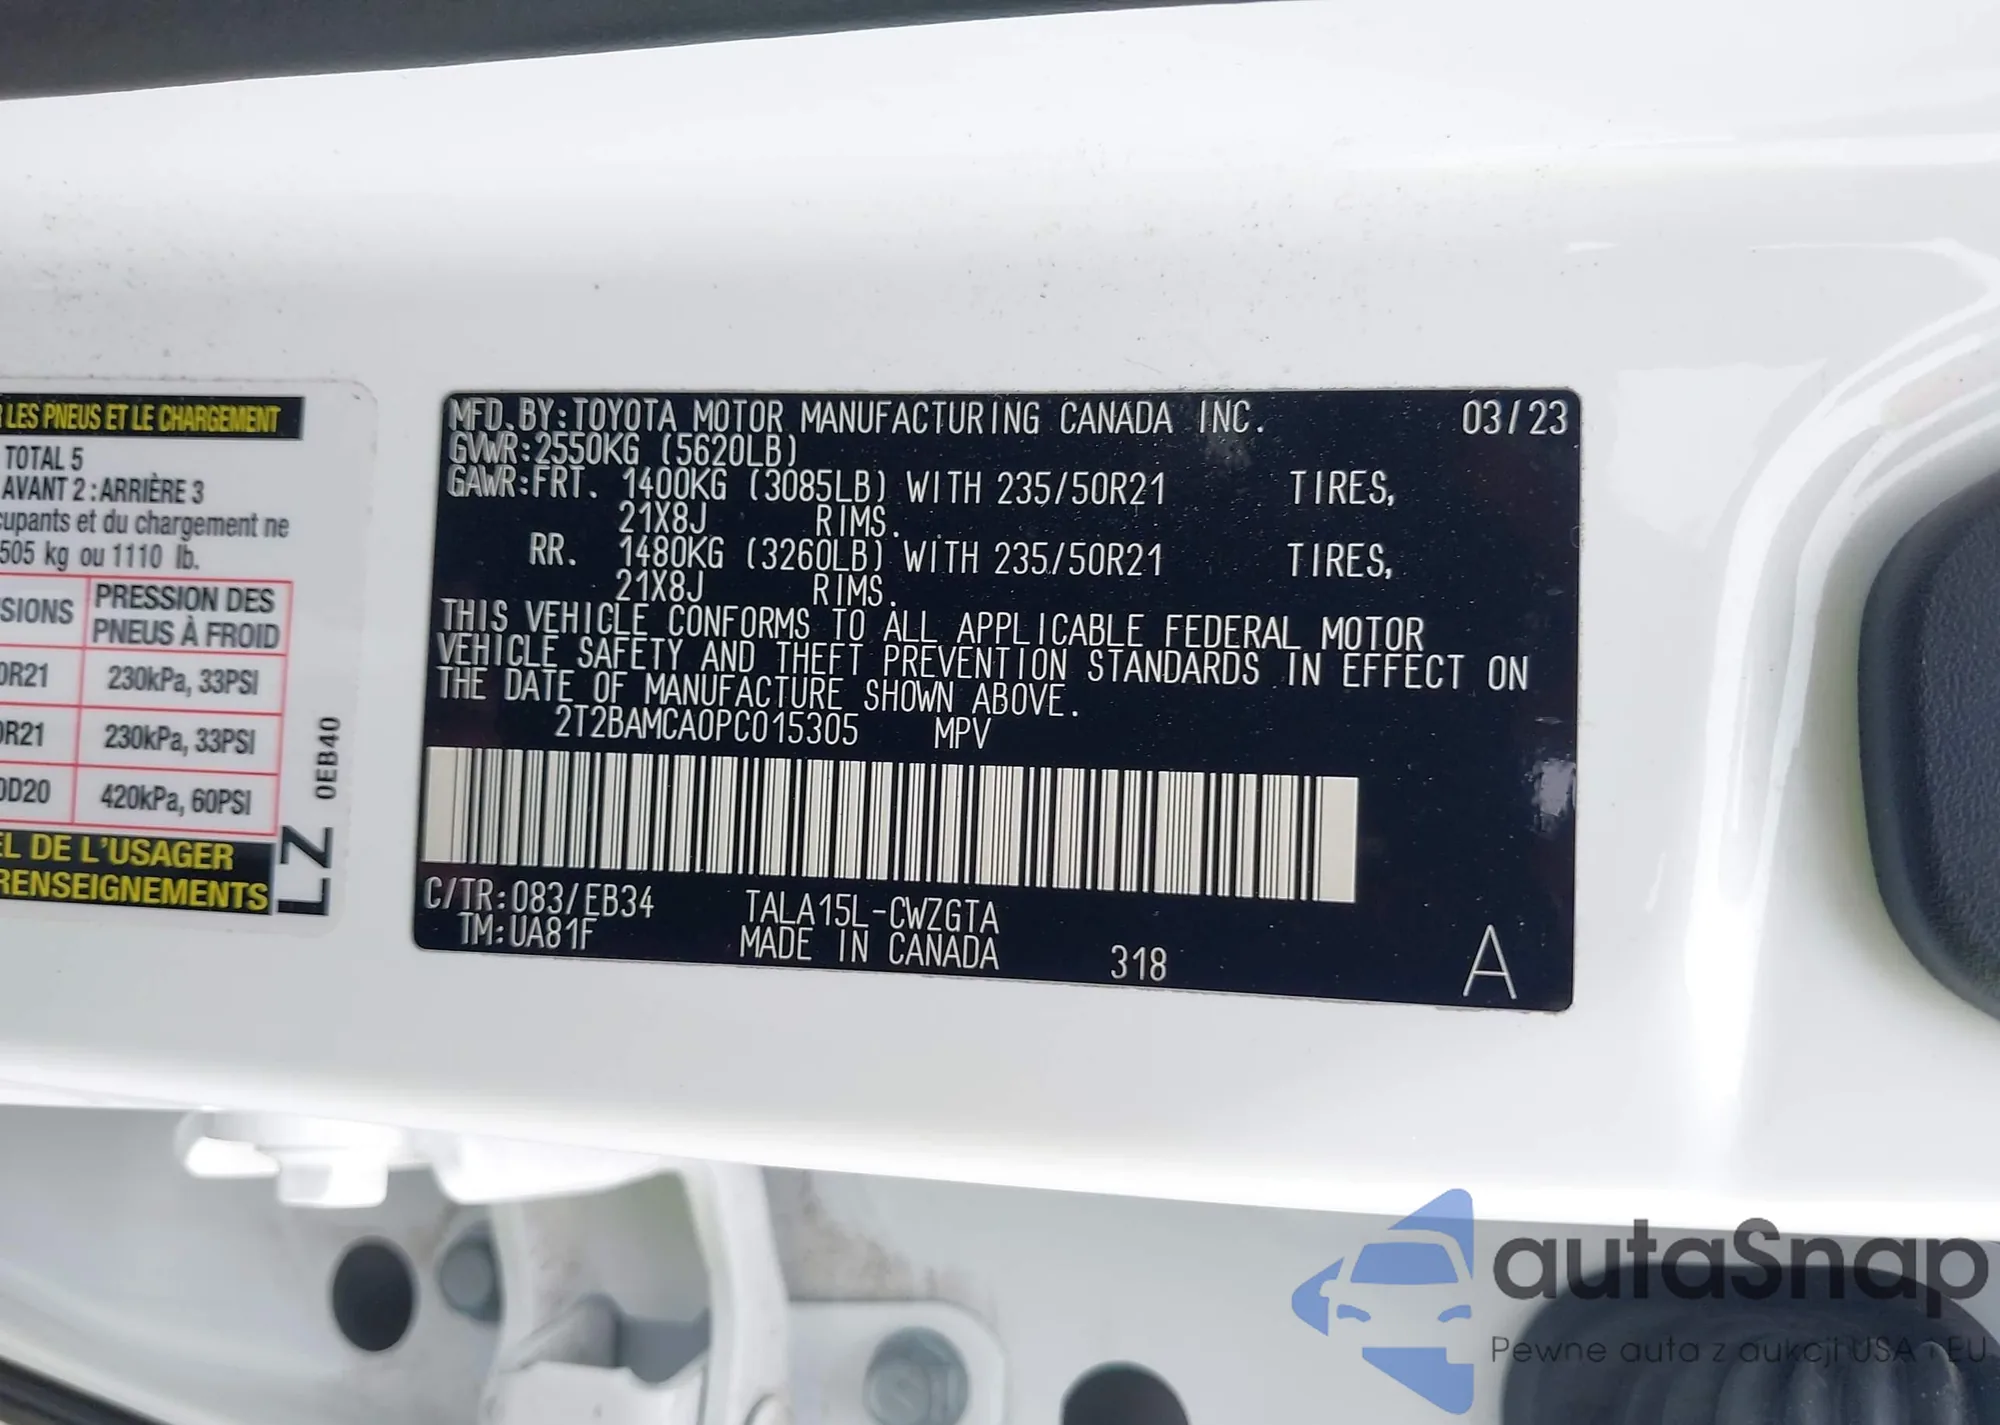 LES PNEUS ET LE CHARGEMENT
TOTAL 5
AVANT 2 : ARRIÈRE 3
et du chargement ne
505 kg ou 1110 lb.
PRESSION DES
PNEUS À FROID
0R21 230kPa, 33PSI
R21 230kPa, 33PSI
0D20 420kPa, 60PSI
DE L'USAGER
RENSEIGNEMENTS
LZ 0EB40
MFD.BY:TOYOTA MOTOR MANUFACTURING CANADA INC. 03/23
GVWR:2550KG (5620LB)
GAWR:FRT. 1400KG (3085LB) WITH 235/50R21 TIRES,
21X8J RIMS.
RR. 1480KG (3260LB) WITH 235/50R21 TIRES,
21X8J RIMS.
THIS VEHICLE CONFORMS TO ALL APPLICABLE FEDERAL MOTOR
VEHICLE SAFETY AND THEFT PREVENTION STANDARDS IN EFFECT ON
THE DATE OF MANUFACTURE SHOWN ABOVE.
2T2BAMCA0PC015305 MPV
C/TR:083/EB34 TALA15L-CWZGTA
TM:UA81F MADE IN CANADA 318 A
autaSnap
Pewne auta z aukcji USA i EU